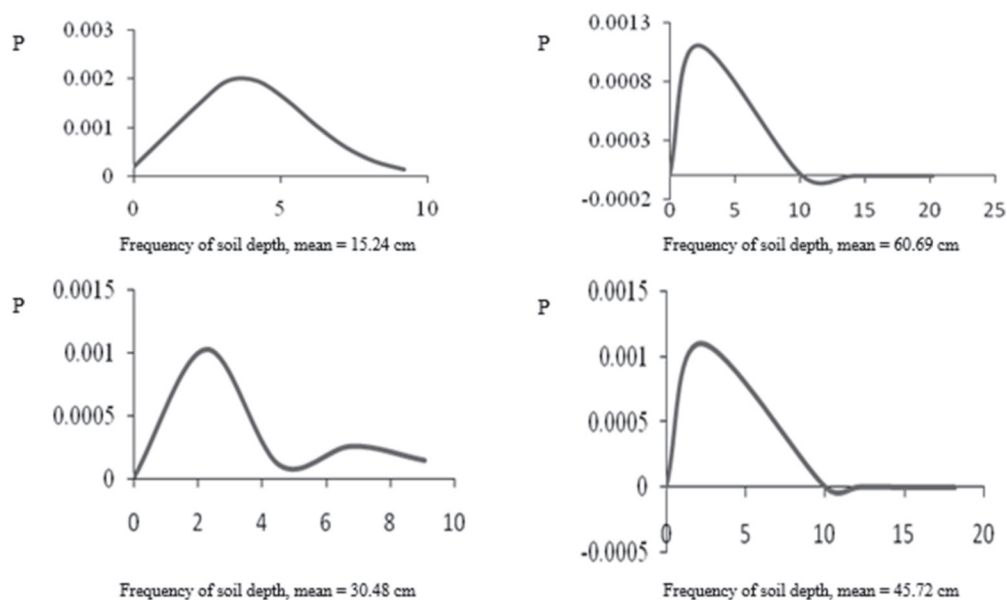 P
0.003
0.002
0.001
0
0 5 10
Frequency of soil depth, mean = 15.24 cm
P
0.0013
0.0008
0.0003
-0.0002
0 5 10 15 20 25
Frequency of soil depth, mean = 60.69 cm
P
0.0015
0.001
0.0005
0
0 2 4 6 8 10
Frequency of soil depth, mean = 30.48 cm
P
0.0015
0.001
0.0005
0
-0.0005
0 5 10 15 20
Frequency of soil depth, mean = 45.72 cm